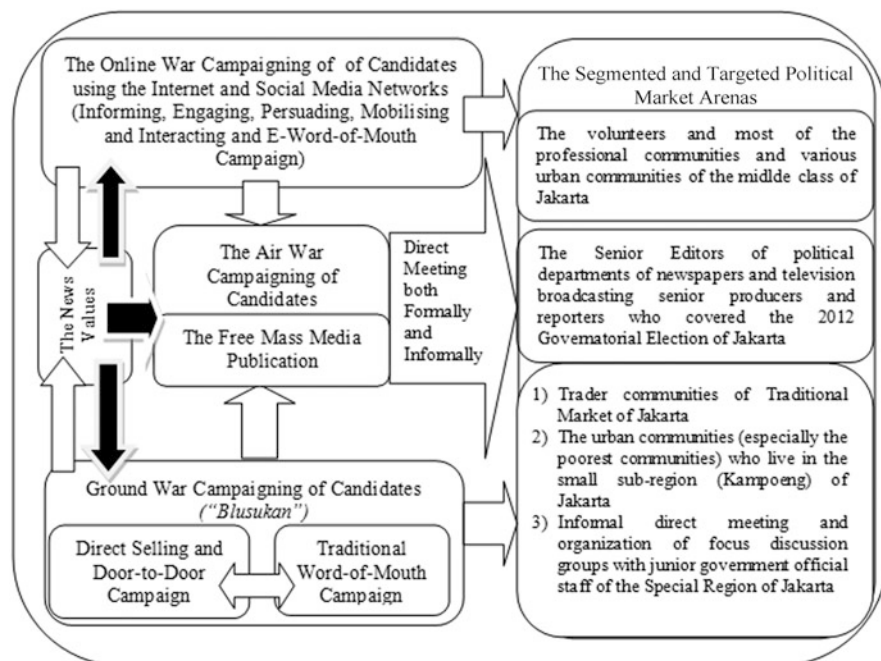 The Online War Campaigning of of Candidates
using the Internet and Social Media Networks
(Informing, Engaging, Persuading, Mobilising
and Interacting and E-Word-of-Mouth
Campaign)
The News
Values
The Air War
Campaigning of
Candidates
The Free Mass Media
Publication
Direct
Meeting
both
Formally
and
Informally
Ground War Campaigning of Candidates
("Blusukan")
Direct Selling and
Door-to-Door
Campaign
Traditional
Word-of-Mouth
Campaign
The Segmented and Targeted Political
Market Arenas
The volunteers and most of the
professional communities and various
urban communities of the midlde class of
Jakarta
The Senior Editors of political
departments of newspapers and television
broadcasting senior producers and
reporters who covered the 2012
Governatorial Election of Jakarta
1) Trader communities of Traditional
Market of Jakarta
2) The urban communities (especially the
poorest communities) who live in the
small sub-region (Kampoeng) of
Jakarta
3) Informal direct meeting and
organization of focus discussion
groups with junior government official
staff of the Special Region of Jakarta